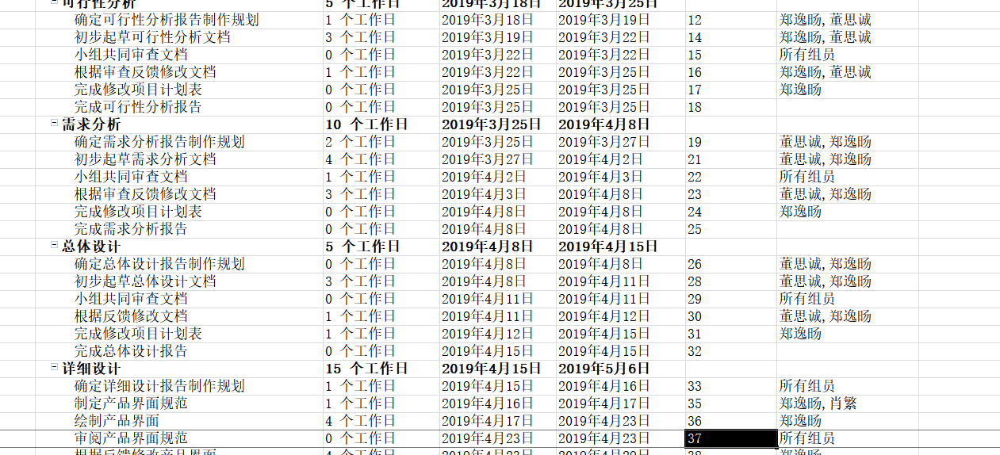 可行性分析 5 个工作日 2019年3月18日 2019年3月25日
确定可行性分析报告制作规划 1 个工作日 2019年3月18日 2019年3月19日 12 郑逸旸,董思诚
初步起草可行性分析文档 3 个工作日 2019年3月19日 2019年3月22日 14 郑逸旸,董思诚
小组共同审查文档 0 个工作日 2019年3月22日 2019年3月22日 15 所有组员
根据审查反馈修改文档 1 个工作日 2019年3月22日 2019年3月25日 16 郑逸旸,董思诚
完成修改项目计划表 0 个工作日 2019年3月25日 2019年3月25日 17 郑逸旸
完成可行性分析报告 0 个工作日 2019年3月25日 2019年3月25日 18
需求分析 10 个工作日 2019年3月25日 2019年4月8日
确定需求分析报告制作规划 2 个工作日 2019年3月25日 2019年3月27日 19 董思诚,郑逸旸
初步起草需求分析文档 4 个工作日 2019年3月27日 2019年4月2日 21 董思诚,郑逸旸
小组共同审查文档 1 个工作日 2019年4月2日 2019年4月3日 22 所有组员
根据审查反馈修改文档 3 个工作日 2019年4月3日 2019年4月8日 23 董思诚,郑逸旸
完成修改项目计划表 0 个工作日 2019年4月8日 2019年4月8日 24 郑逸旸
完成需求分析报告 0 个工作日 2019年4月8日 2019年4月8日 25
总体设计 5 个工作日 2019年4月8日 2019年4月15日
确定总体设计报告制作规划 0 个工作日 2019年4月8日 2019年4月8日 26 董思诚,郑逸旸
初步起草总体设计文档 3 个工作日 2019年4月8日 2019年4月11日 28 董思诚,郑逸旸
小组共同审查文档 0 个工作日 2019年4月11日 2019年4月11日 29 所有组员
根据反馈修改文档 1 个工作日 2019年4月11日 2019年4月12日 30 董思诚,郑逸旸
完成修改项目计划表 1 个工作日 2019年4月12日 2019年4月15日 31 郑逸旸
完成总体设计报告 0 个工作日 2019年4月15日 2019年4月15日 32
详细设计 15 个工作日 2019年4月15日 2019年5月6日
确定详细设计报告制作规划 1 个工作日 2019年4月15日 2019年4月16日 33 所有组员
制定产品界面规范 1 个工作日 2019年4月16日 2019年4月17日 35 郑逸旸,肖繁
绘制产品界面 4 个工作日 2019年4月17日 2019年4月23日 36 郑逸旸
审阅产品界面规范 0 个工作日 2019年4月23日 2019年4月23日 37 所有组员
根据反馈修改产品界面 4 个工作日 2019年4月23日 2019年4月29日 38 郑逸旸